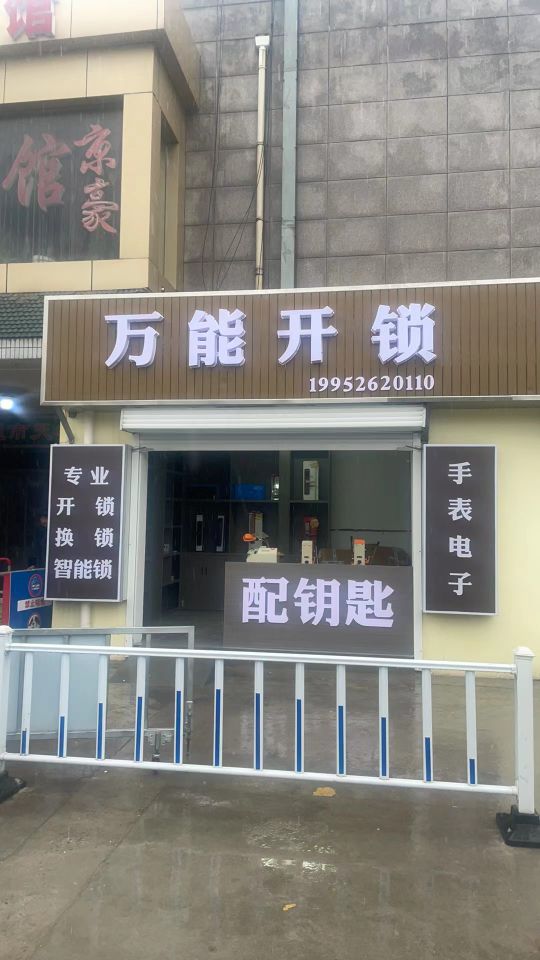 馆
京豪
馆
万能开锁
19952620110
专业
开锁
换锁
智能锁
手表电子
配钥匙